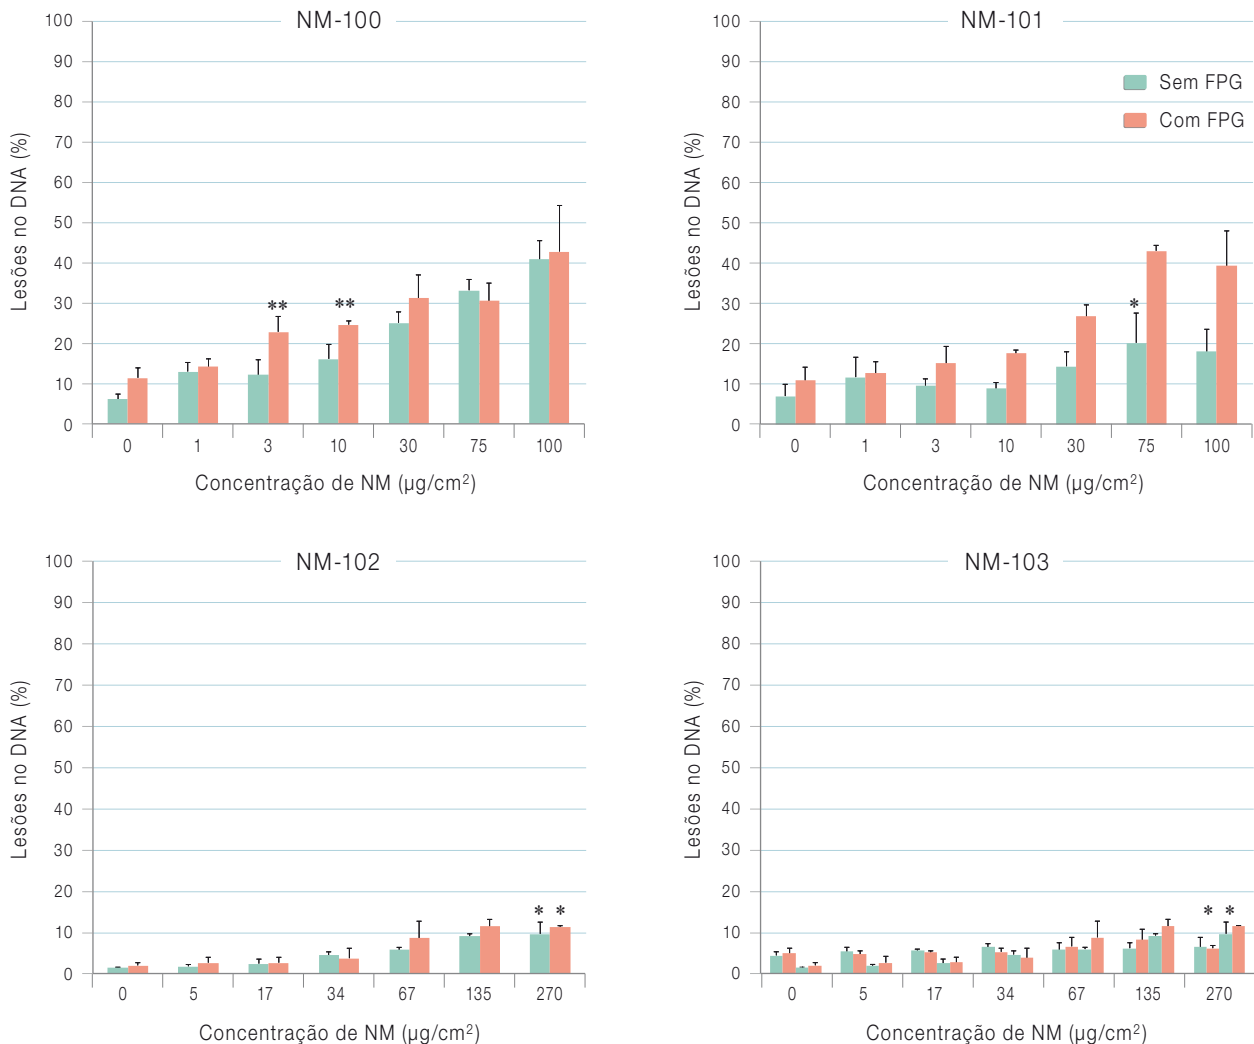 NM-100
Lesões no DNA (%)
100
90
80
70
60
50
40
30
20
10
0
** **
0 1 3 10 30 75 100
Concentração de NM (µg/cm²)
NM-101
Sem FPG
Com FPG
Lesões no DNA (%)
100
90
80
70
60
50
40
30
20
10
0
*
0 1 3 10 30 75 100
Concentração de NM (µg/cm²)
NM-102
Lesões no DNA (%)
100
90
80
70
60
50
40
30
20
10
0
* *
0 5 17 34 67 135 270
Concentração de NM (µg/cm²)
NM-103
Lesões no DNA (%)
100
90
80
70
60
50
40
30
20
10
0
* *
0 5 17 34 67 135 270
Concentração de NM (µg/cm²)